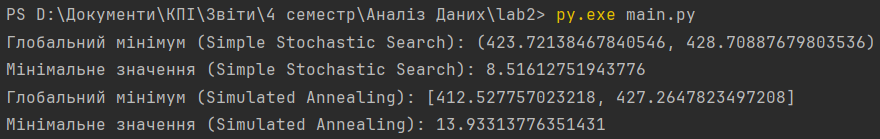 PS D:\Документи\КПІ\Звіти\4 семестр\Аналіз Даних\lab2> py.exe main.py
Глобальний мінімум (Simple Stochastic Search): (423.72138467840546, 428.70887679803536)
Мінімальне значення (Simple Stochastic Search): 8.51612751943776
Глобальний мінімум (Simulated Annealing): [412.527757023218, 427.2647823497208]
Мінімальне значення (Simulated Annealing): 13.93313776351431